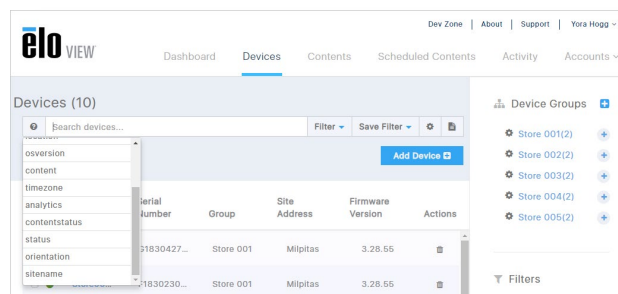 Dev Zone | About | Support | Yora Hogg
ēlo VIEW
Dashboard Devices Contents Scheduled Contents Activity Accounts
Devices (10)
Search devices... Filter Save Filter
Add Device
osversion
content
timezone
analytics
contentstatus
status
orientation
sitename
Serial Number Group Site Address Firmware Version Actions
G1830427... Store 001 Milpitas 3.28.55
F1830230... Store 001 Milpitas 3.28.55
Device Groups
Store 001(2)
Store 002(2)
Store 003(2)
Store 004(2)
Store 005(2)
Filters